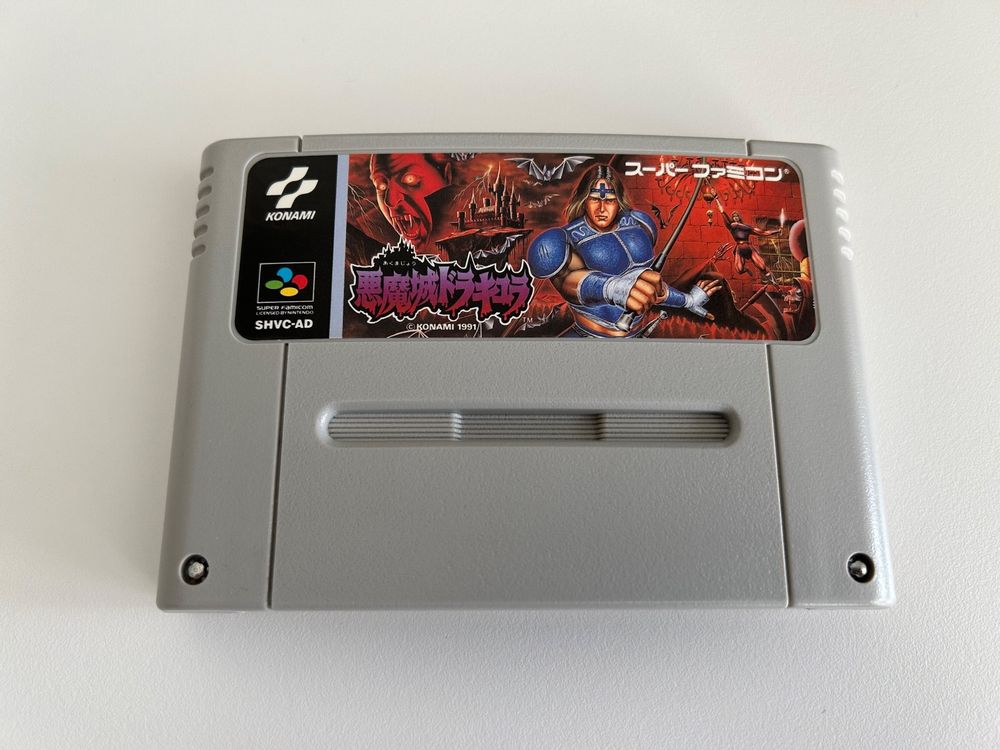 KONAMI
SUPER FAMICOM
LICENSED BY NINTENDO
SHVC-AD
あくまじょう
悪魔城ドラキュラ
TM
© KONAMI 1991
スーパーファミコン®